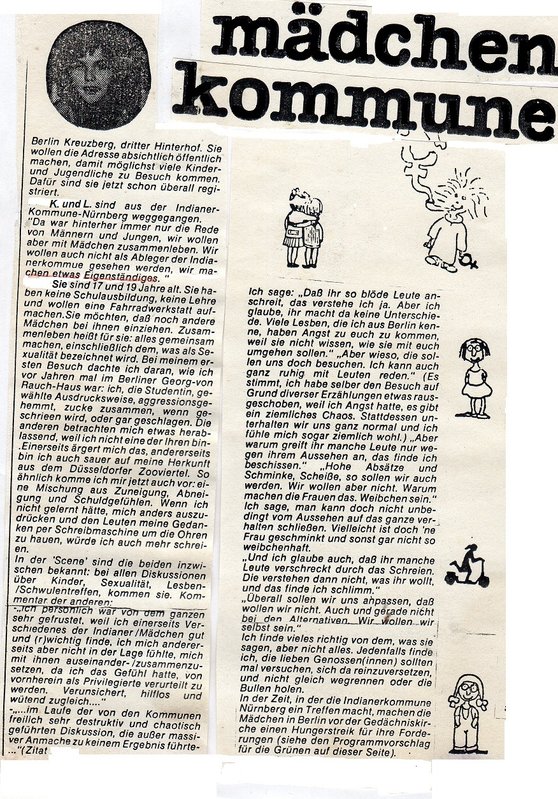 mädchen
kommune
Berlin Kreuzberg, dritter Hinterhof. Sie
wollen die Adresse absichtlich öffentlich
machen, damit möglichst viele Kinder
und Jugendliche zu Besuch kommen.
Dafür sind sie jetzt schon überall regi-
striert.
K. und L. sind aus der Indianer-
Kommune-Nürnberg weggegangen.
"Da war hinterher immer nur die Rede
von Männern und Jungen, wir wollen
aber mit Mädchen zusammenleben. Wir
wollen auch nicht als Ableger der India-
nerkommue gesehen werden, wir ma-
chen etwas Eigenständiges. "
Sie sind 17 und 19 Jahre alt. Sie ha-
ben keine Schulausbildung, keine Lehre
und wollen eine Fahrradwerkstatt auf-
machen.Sie möchten, daß noch andere
Mädchen bei ihnen einziehen. Zusam-
menleben heißt für sie: alles gemeinsam
machen, einschließlich dem, was als Se-
xualität bezeichnet wird. Bei meinem er-
sten Besuch dachte ich daran, wie ich
vor Jahren mal im Berliner Georg-von
Rauch-Haus war: ich, die Studentin, ge-
wählte Ausdrucksweise, aggressionsge-
hemmt, zucke zusammen, wenn ge-
schrieen wird, oder gar geschlagen. Die
anderen betrachten mich etwas herab-
lassend, weil ich nicht eine der Ihren bin-
.Einerseits ärgert mich das, andererseits
bin ich auch sauer auf meine Herkunft
aus dem Düsseldorfer Zooviertel. So
ähnlich komme ich mir jetzt auch vor: ei-
ne Mischung aus Zuneigung, Abnei-
gung und Schuldgefühlen. Wenn ich
nicht gelernt hätte, mich anders auszu-
drücken und den Leuten meine Gedan-
ken per Schreibmaschine um die Ohren
zu hauen, würde ich auch mehr schrei-
en.
In der 'Scene' sind die beiden inzwi-
schen bekannt: bei allen Diskussionen
über Kinder, Sexualität, Lesben-
/Schwulentreffen, kommen sie. Kom-
mentar der anderen:
„...Ich persönlich war von dem ganzen
sehr gefrustet, weil ich einerseits Ver-
schiedenes der Indianer/Mädchen gut
und (r)wichtig finde, ich mich anderer-
seits aber nicht in der Lage fühlte, mich
mit ihnen auseinander-/zusammenzu-
setzen, da ich das Gefühl hatte, von
vornherein als Privilegierte verurteilt zu
werden. Verunsichert, hilflos und
wütend zugleich...."
"....im Laufe der von den Kommunen
freilich sehr destruktiv und chaotisch
geführten Diskussion, die außer massi-
ver Anmache zu keinem Ergebnis führte-
..."(Zitat
Ich sage: „Daß ihr so blöde Leute an-
schreit, das verstehe ich ja. Aber ich
glaube, ihr macht da keine Unterschie-
de. Viele Lesben, die ich aus Berlin ken-
ne, haben Angst zu euch zu kommen,
weil sie nicht wissen, wie sie mit euch
umgehen sollen." „Aber wieso, die sol-
len uns doch besuchen. Ich kann auch
ganz ruhig mit Leuten reden." (Es
stimmt, ich habe selber den Besuch auf
Grund diverser Erzählungen etwas raus-
geschoben, weil ich Angst hatte, es gibt
ein ziemliches Chaos. Stattdessen un-
terhalten wir uns ganz normal und ich
fühle mich sogar ziemlich wohl.) „Aber
warum greift ihr manche Leute nur we-
gen ihrem Aussehen an, das finde ich
beschissen." „Hohe Absätze und
Schminke, Scheiße, so sollen wir auch
werden. Wir wollen aber nicht. Warum
machen die Frauen das. Weibchen sein."
Ich sage, man kann doch nicht unbe-
dingt vom Aussehen auf das ganze ver-
halten schließen. Vielleicht ist doch 'ne
Frau geschminkt und sonst gar nicht so
weibchenhaft.
„Und ich glaube auch, daß ihr manche
Leute verschreckt durch das Schreien.
Die verstehen dann nicht, was ihr wollt,
und das finde ich schlimm."
„Überall sollen wir uns anpassen, daß
wollen wir nicht. Auch und gerade nicht
bei den Alternativen. Wir wollen wir
selbst sein."
Ich finde vieles richtig von dem, was sie
sagen, aber nicht alles. Jedenfalls finde
ich, die lieben Genossen(innen) sollten
mal versuchen, sich da reinzuversetzen,
und nicht gleich wegrennen oder die
Bullen holen.
In der Zeit, in der die Indianerkommune
Nürnberg ein Treffen macht, machen die
Mädchen in Berlin vor der Gedächniskir-
che einen Hungerstreik für ihre Forde-
rungen (siehe den Programmvorschlag
für die Grünen auf dieser Seite).